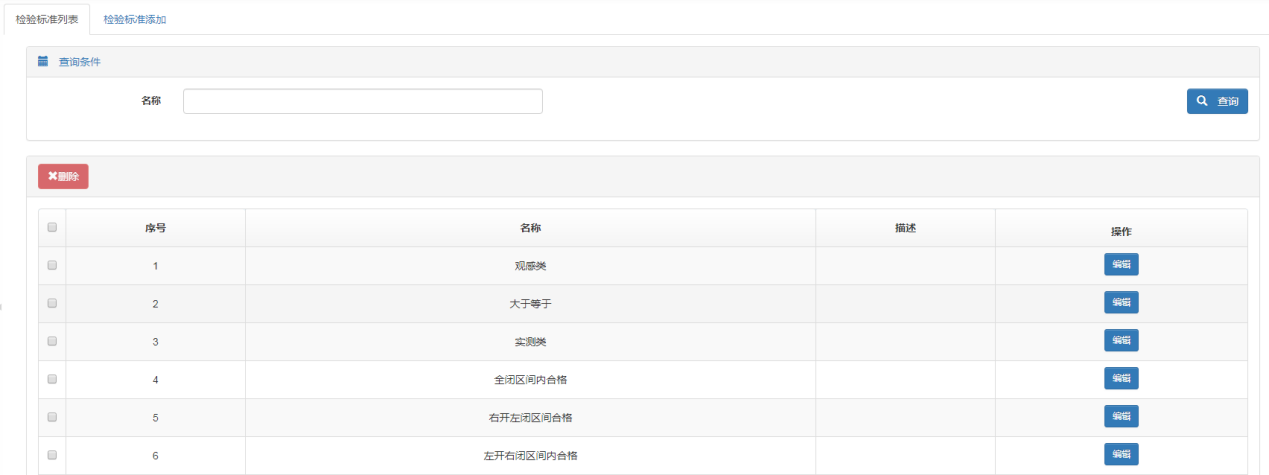 检验标准列表 检验标准添加
查询条件
名称 查询
删除
序号 名称 描述 操作
1 观感类 编辑
2 大于等于 编辑
3 实测类 编辑
4 全闭区间内合格 编辑
5 右开左闭区间合格 编辑
6 左开右闭区间内合格 编辑